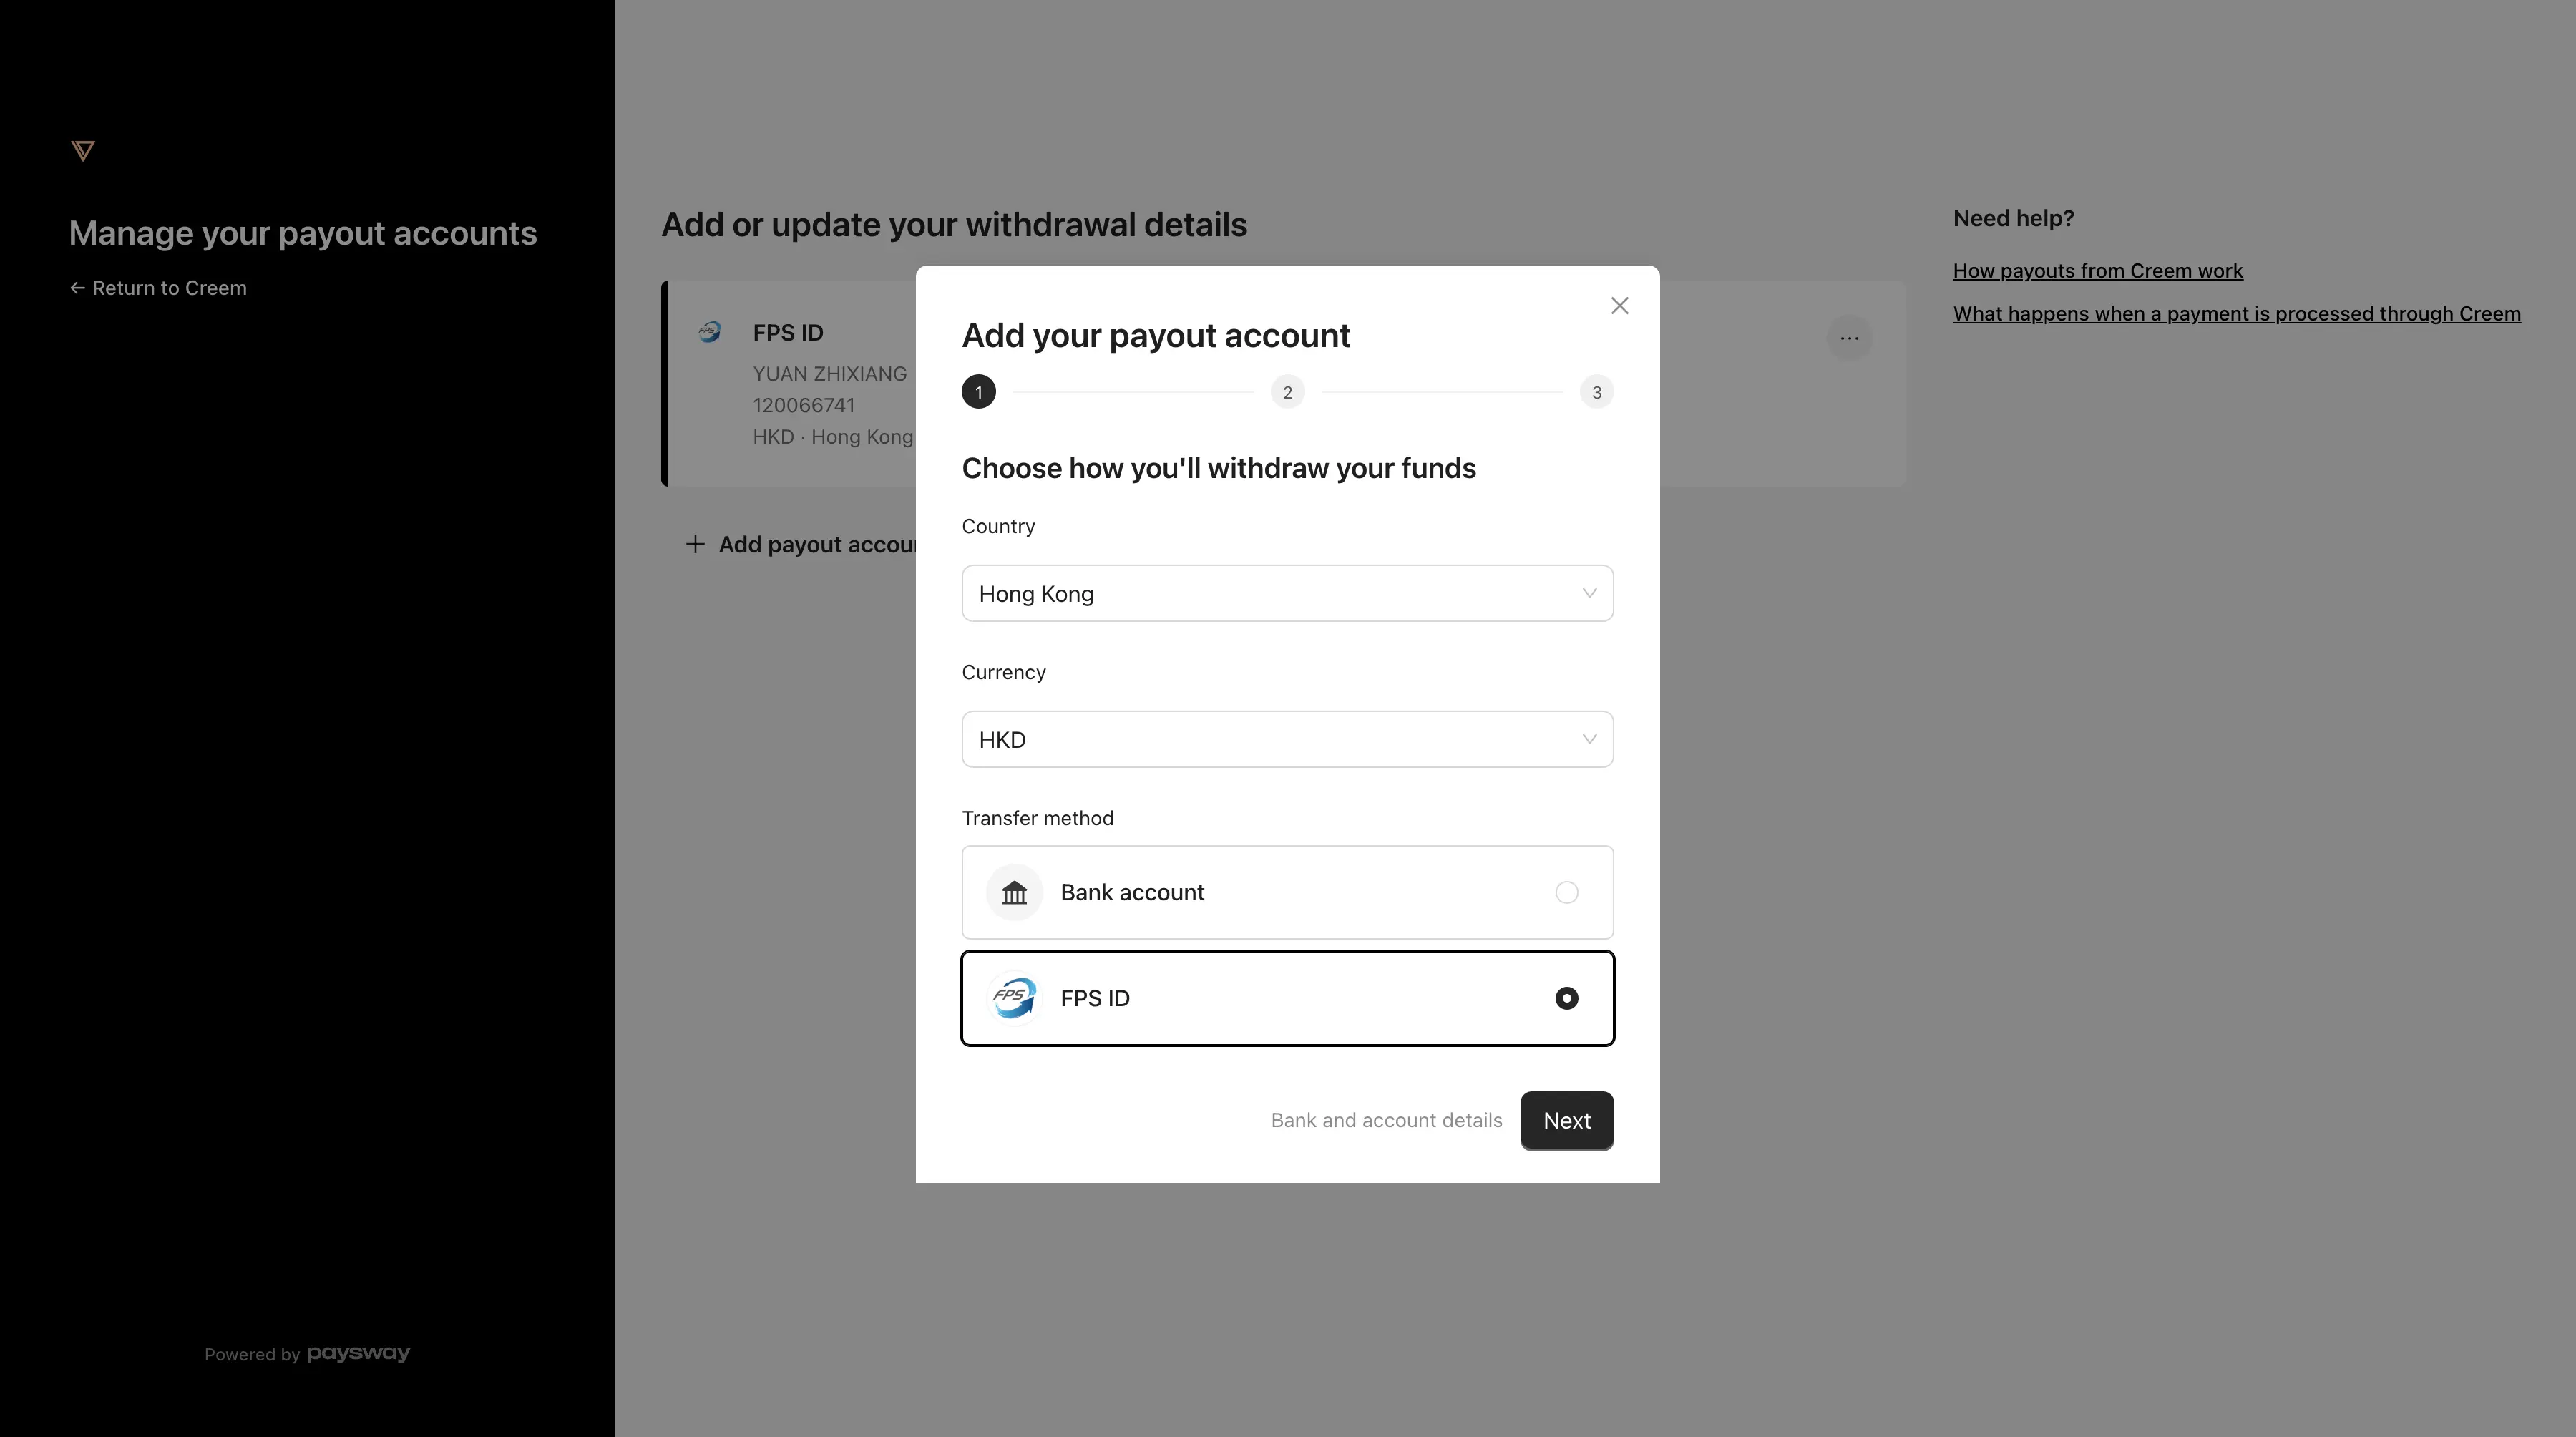 Manage your payout accounts
← Return to Creem
Powered by paysway
Add or update your withdrawal details
FPS
FPS ID
YUAN ZHIXIANG
120066741
HKD · Hong Kong
+ Add payout accou
Need help?
How payouts from Creem work
What happens when a payment is processed through Creem
Add your payout account
1
2
3
Choose how you'll withdraw your funds
Country
Hong Kong
Currency
HKD
Transfer method
Bank account
FPS
FPS ID
Bank and account details
Next